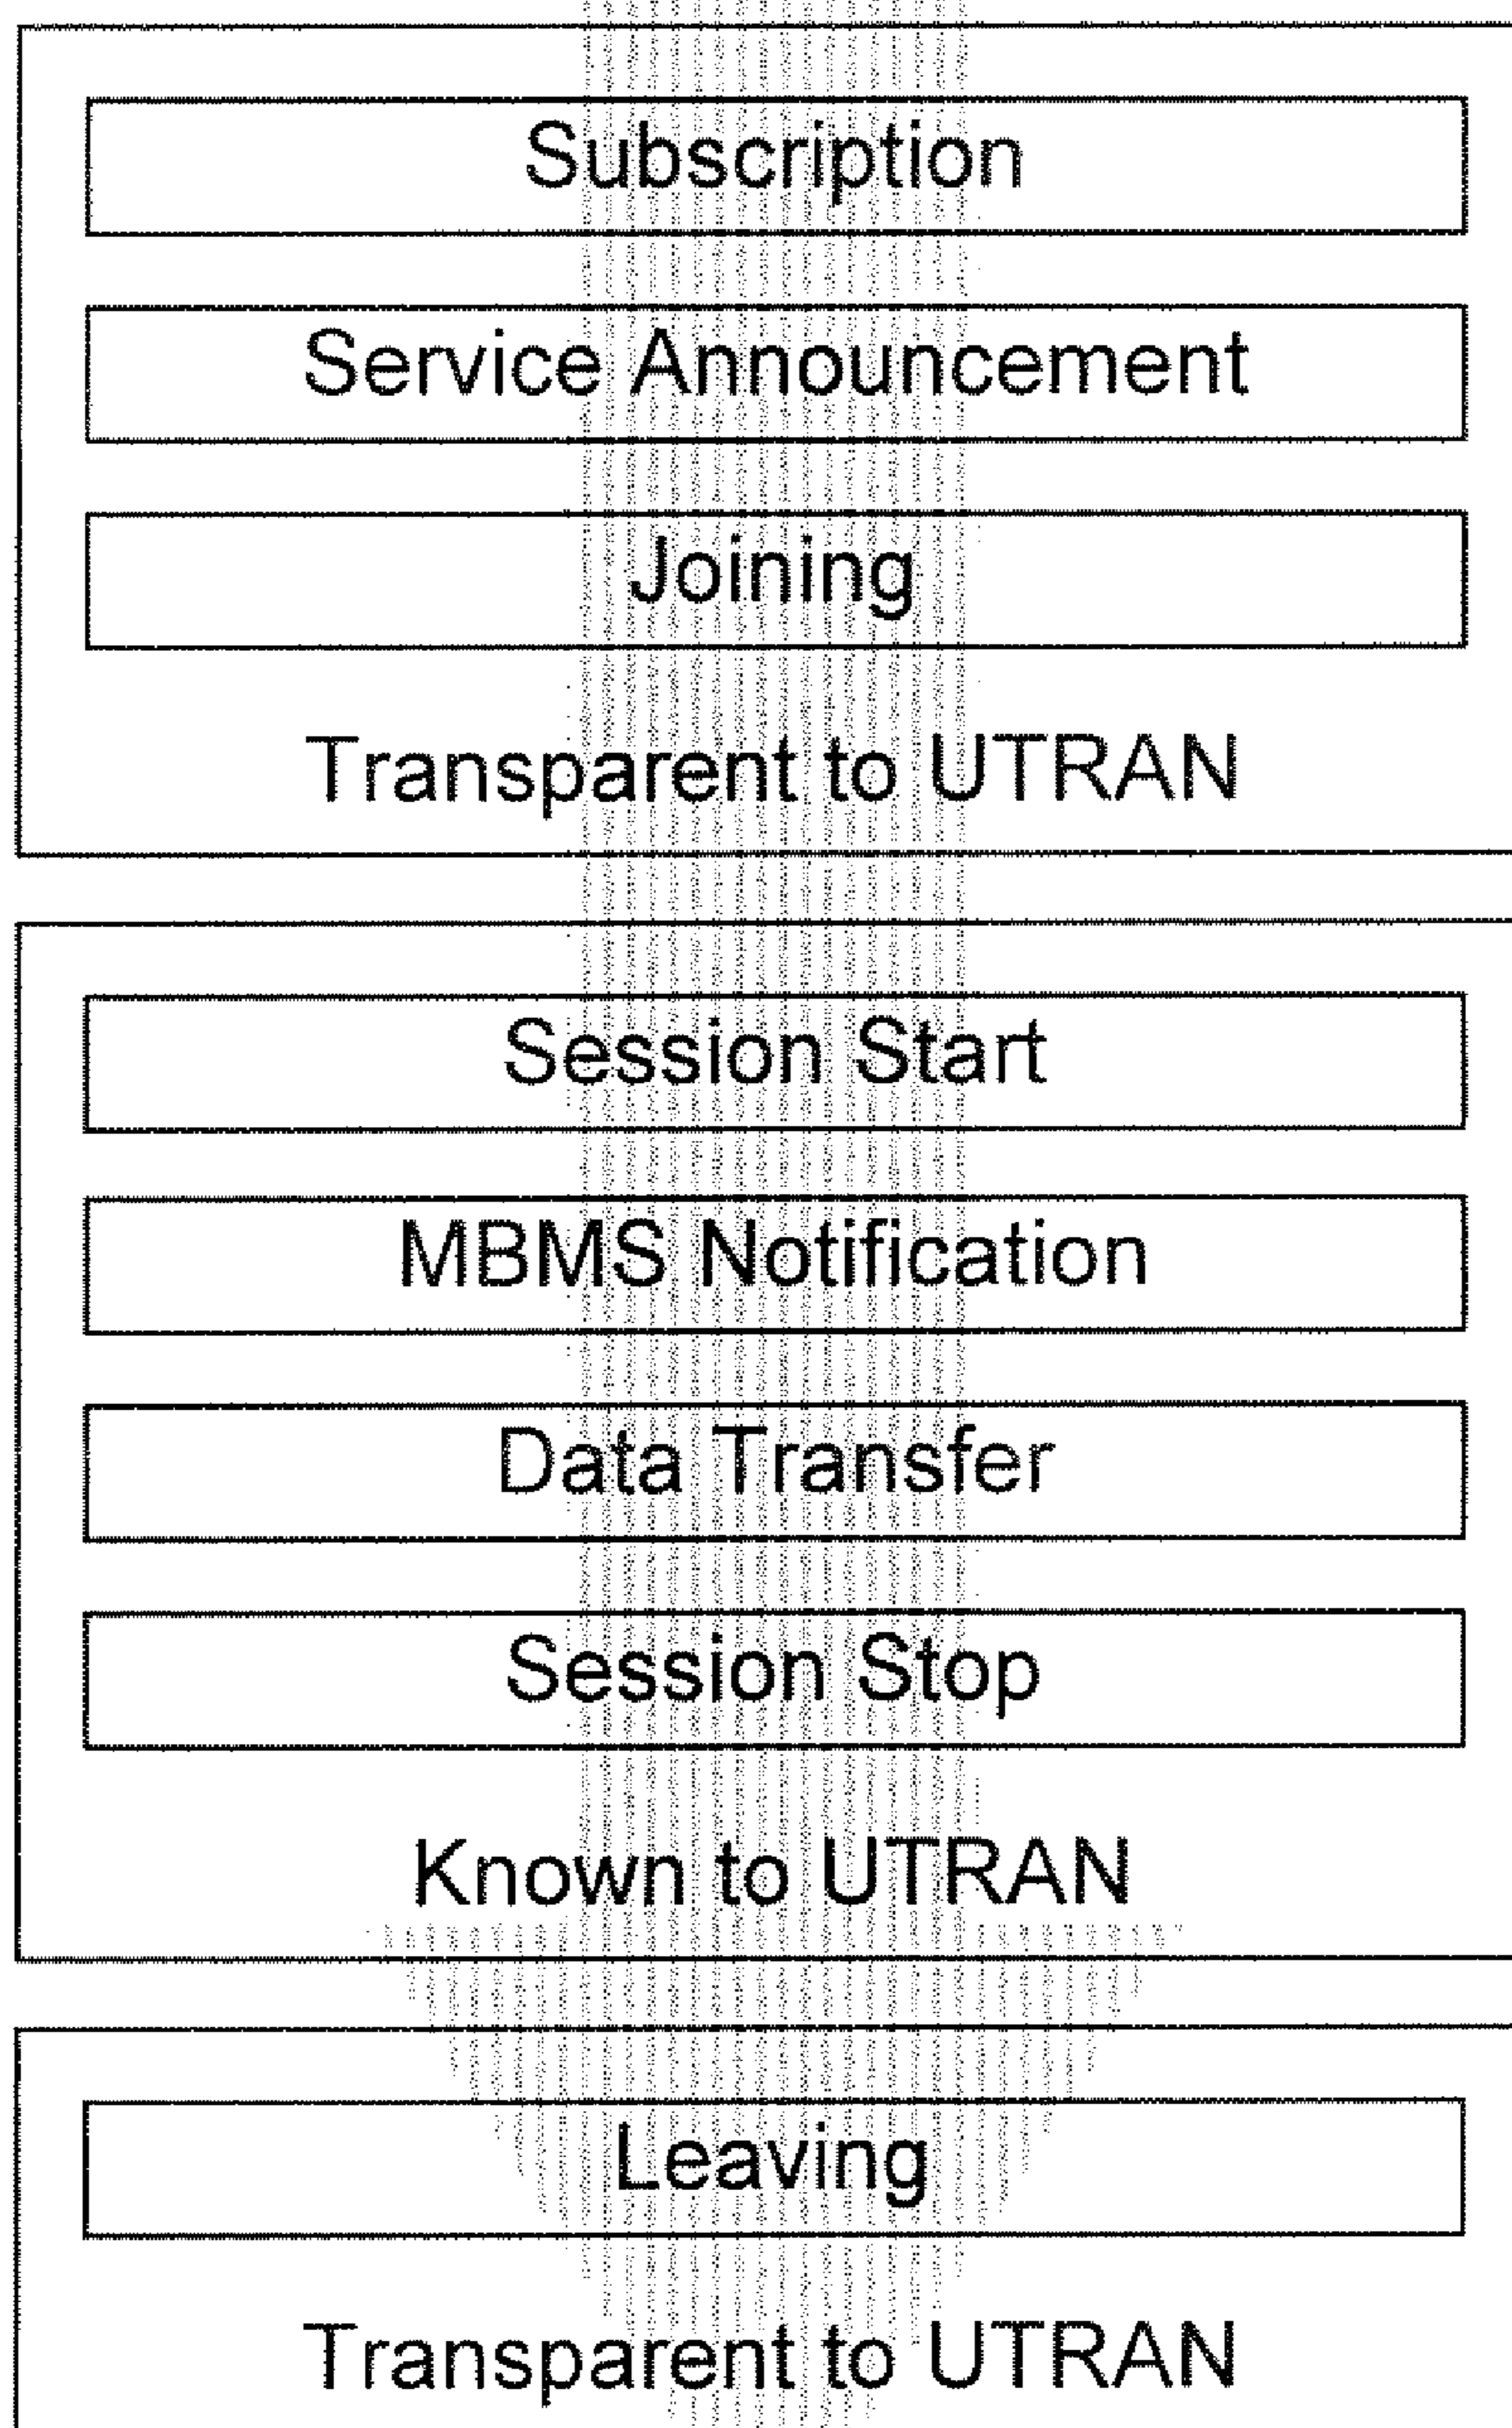 Subscription
Service Announcement
Joining
Transparent to UTRAN
Session Start
MBMS Notification
Data Transfer
Session Stop
Known to UTRAN
Leaving
Transparent to UTRAN